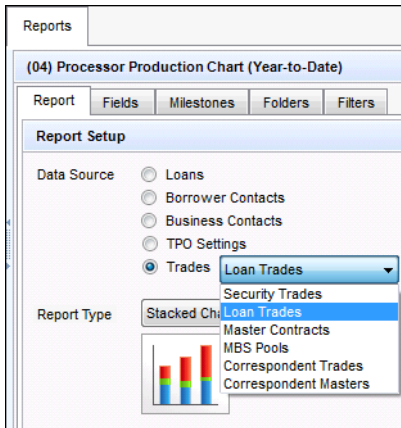 Reports
(04) Processor Production Chart (Year-to-Date)
Report Fields Milestones Folders Filters
Report Setup
Data Source Loans
Borrower Contacts
Business Contacts
TPO Settings
Trades Loan Trades
Security Trades
Loan Trades
Master Contracts
MBS Pools
Correspondent Trades
Correspondent Masters
Report Type Stacked Cha